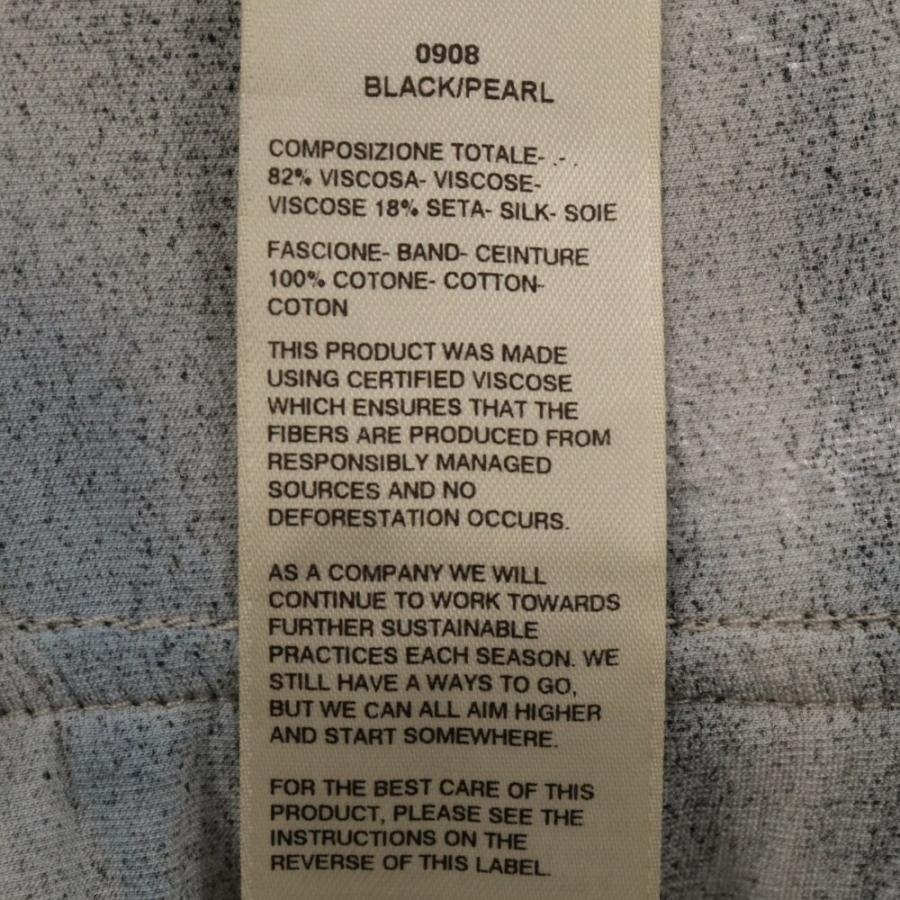 0908
BLACK/PEARL
COMPOSIZIONE TOTALE- .- .
82% VISCOSA- VISCOSE-
VISCOSE 18% SETA- SILK- SOIE
FASCIONE- BAND- CEINTURE
100% COTONE- COTTON-
COTON
THIS PRODUCT WAS MADE
USING CERTIFIED VISCOSE
WHICH ENSURES THAT THE
FIBERS ARE PRODUCED FROM
RESPONSIBLY MANAGED
SOURCES AND NO
DEFORESTATION OCCURS.
AS A COMPANY WE WILL
CONTINUE TO WORK TOWARDS
FURTHER SUSTAINABLE
PRACTICES EACH SEASON. WE
STILL HAVE A WAYS TO GO,
BUT WE CAN ALL AIM HIGHER
AND START SOMEWHERE.
FOR THE BEST CARE OF THIS
PRODUCT, PLEASE SEE THE
INSTRUCTIONS ON THE
REVERSE OF THIS LABEL.